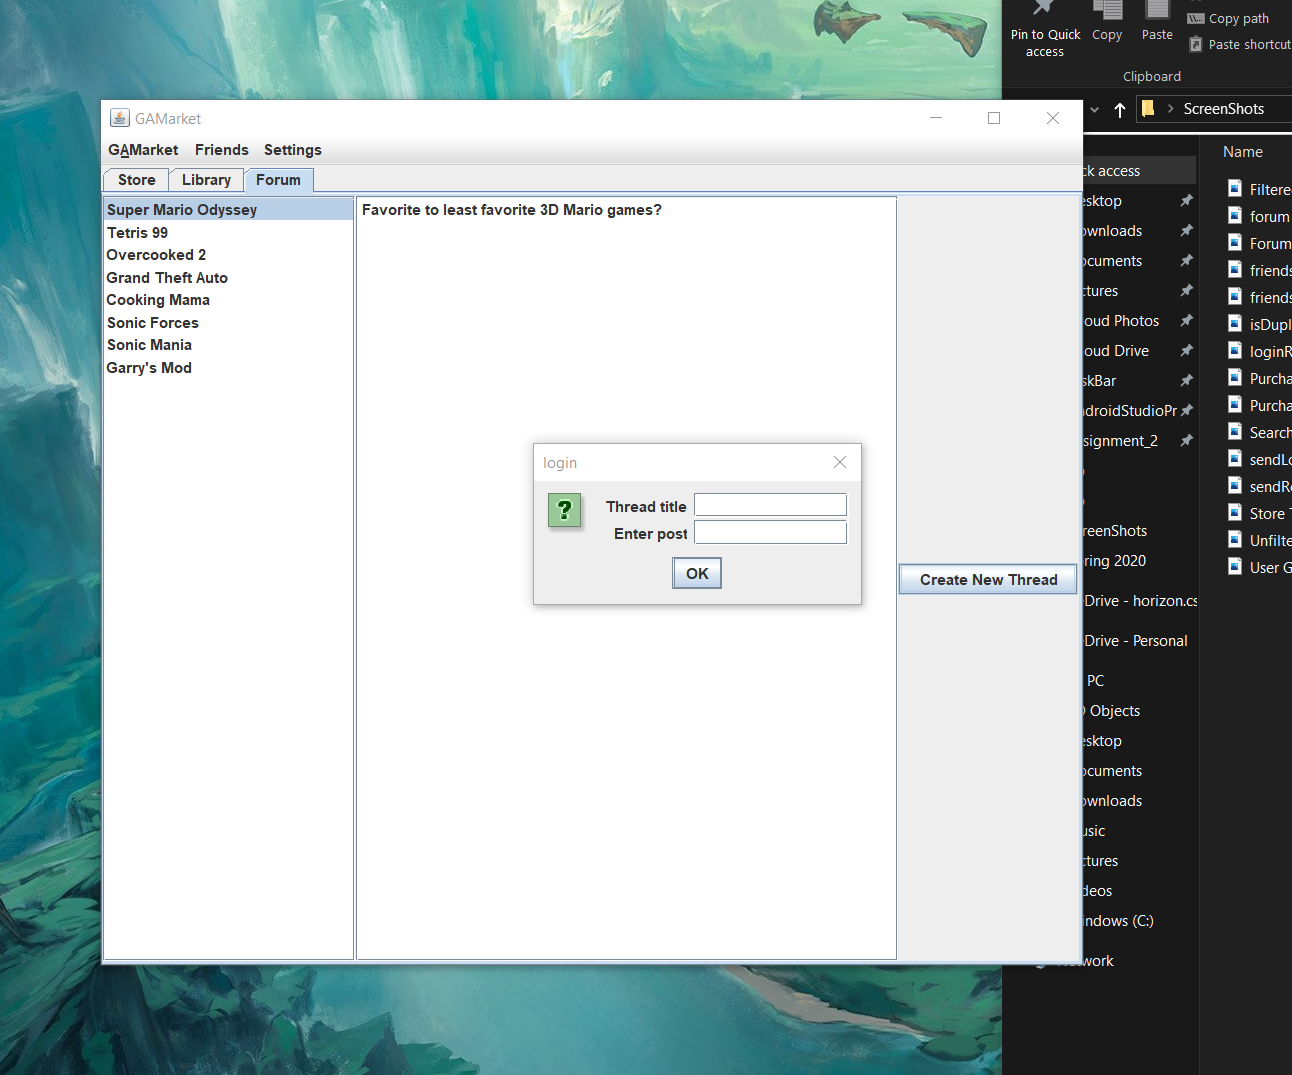 GAMarket
GAMarket Friends Settings
Store Library Forum
Super Mario Odyssey
Tetris 99
Overcooked 2
Grand Theft Auto
Cooking Mama
Sonic Forces
Sonic Mania
Garry's Mod
Favorite to least favorite 3D Mario games?
login
?
Thread title
Enter post
OK
Create New Thread
Pin to Quick
access
Copy
Paste
Copy path
Paste shortcut
Clipboard
ScreenShots
Name
ck access
esktop
ownloads
ocuments
ctures
oud Photos
oud Drive
skBar
ndroidStudioPr
signment_2
reenShots
ring 2020
Drive - horizon.cs
Drive - Personal
PC
Objects
esktop
ocuments
ownloads
usic
ctures
deos
indows (C:)
work
Filtere
forum
Forum
friends
friends
isDupl
loginR
Purcha
Purcha
Search
sendLo
sendRe
Store T
Unfilte
User G